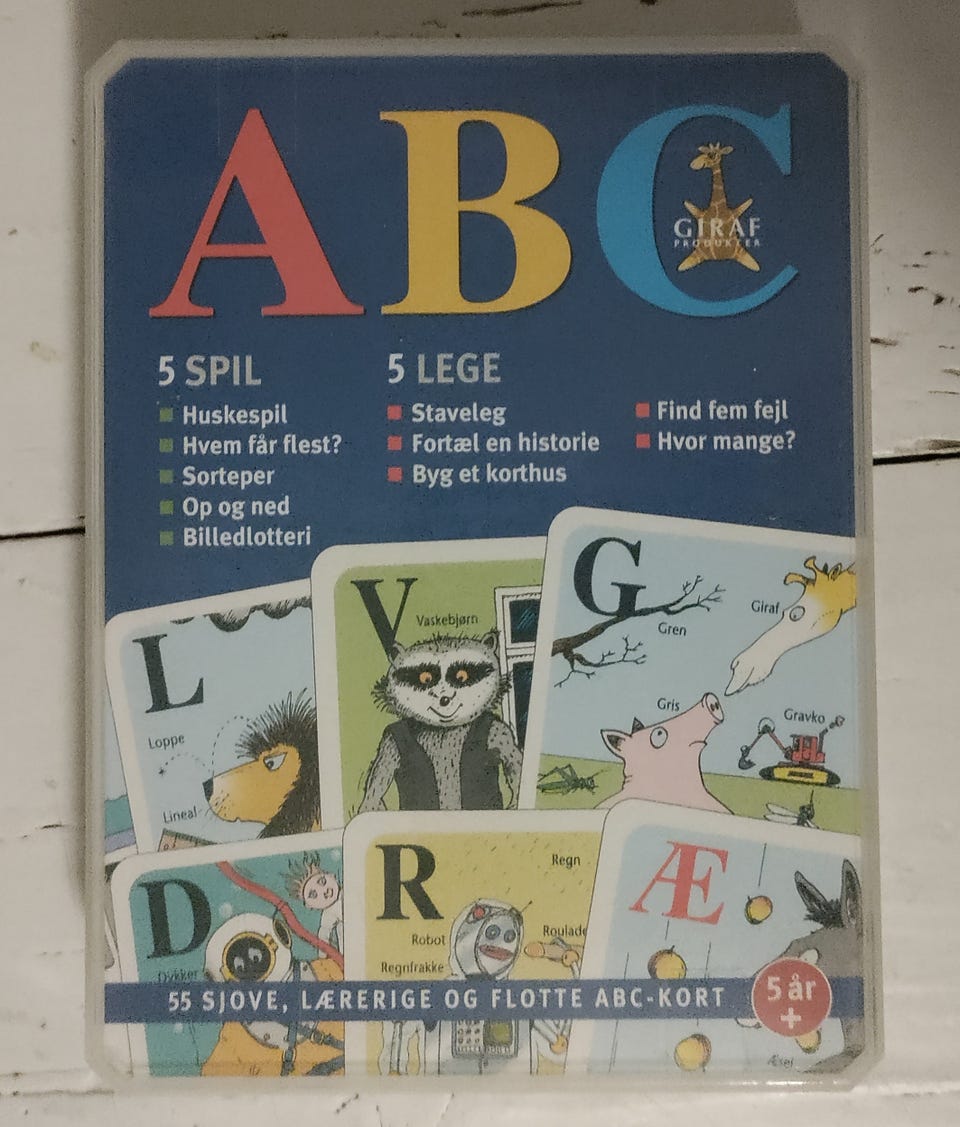 ABC
GIRAF
PRODUKTER
5 SPIL
Huskespil
Hvem får flest?
Sorteper
Op og ned
Billedlotteri
5 LEGE
Staveleg
Fortæl en historie
Byg et korthus
Find fem fejl
Hvor mange?
L
Loppe
Lineal
V
Vaskebjørn
G
Gren
Giraf
Gris
Gravko
D
Dykker
R
Regn
Robot
Roulade
Regnfrakke
Æ
Æsel
55 SJOVE, LÆRERIGE OG FLOTTE ABC-KORT
5 år
+